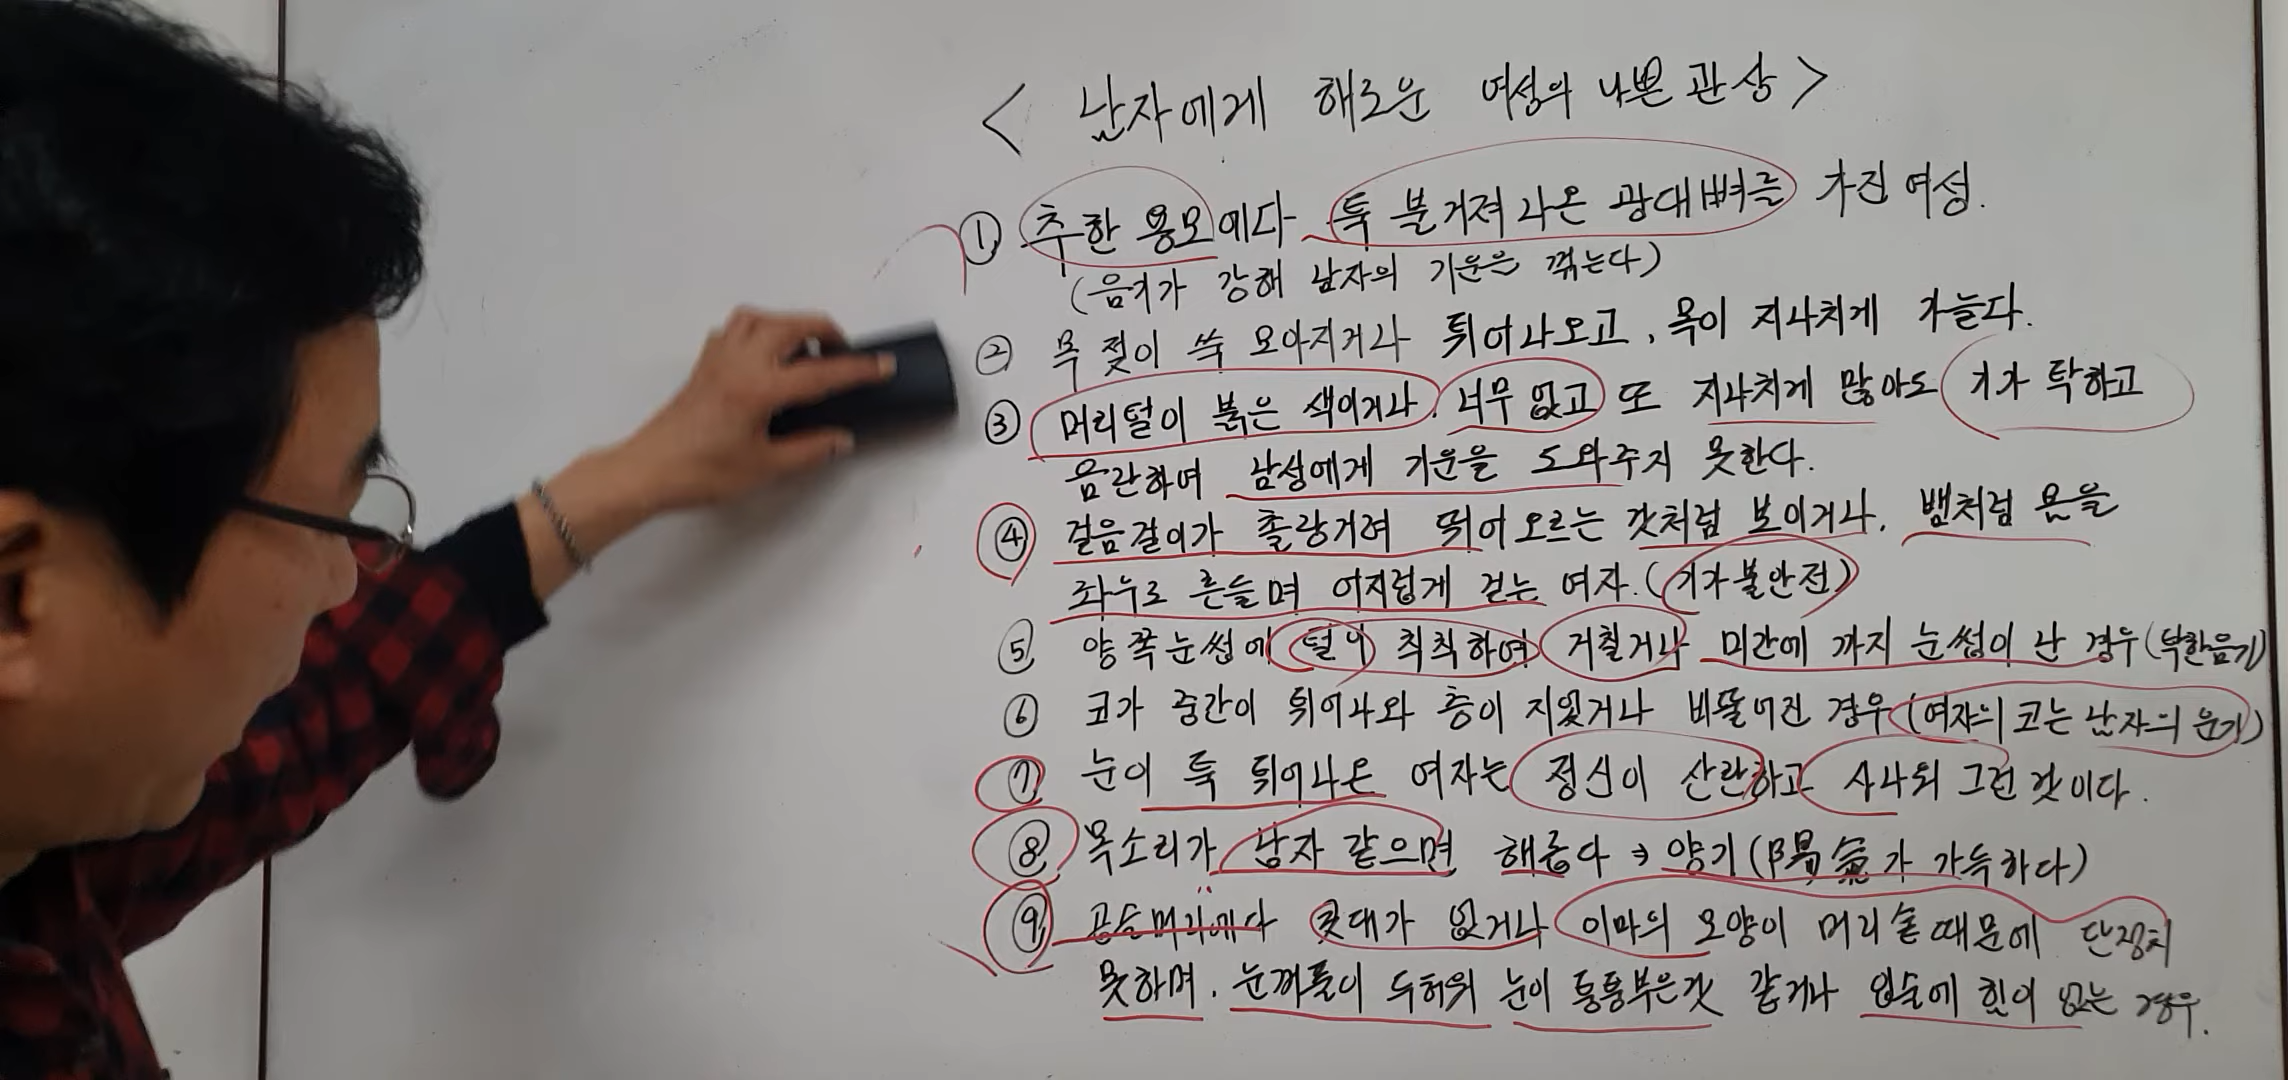 < 남자에게 해로운 여성의 나쁜 관상 >
① 추한 용모에다 툭 불거져 나온 광대뼈를 가진 여성.
(음기가 강해 남자의 기운을 꺾는다)
② 목젖이 쑥 모아지거나 튀어나오고, 목이 지나치게 가늘다.
③ 머리털이 붉은 색이거나, 너무 없고 또 지나치게 많아도 기가 탁하고
음란하며 남성에게 기운을 도와주지 못한다.
④ 걸음걸이가 촐랑거려 뛰어오르는 것처럼 보이거나, 뱀처럼 몸을
좌우로 흔들며 어지럽게 걷는 여자. (기가 불안전)
⑤ 양쪽눈썹에 털이 칙칙하여 거칠거나 미간에 까지 눈썹이 난 경우 (탁한음기)
⑥ 코가 중간이 튀어나와 층이 지었거나 비뚤어진 경우 (여자의 코는 남자의 운기)
⑦ 눈이 툭 튀어나온 여자는 정신이 산란하고 사나워 그런 것이다.
⑧ 목소리가 남자 같으면 해롭다 → 양기(陽氣가 가득하다)
⑨ 곱슬머리에다 콧대가 없거나 이마의 모양이 머리숱때문에 단정치
못하며, 눈꺼풀이 두꺼워 눈이 퉁퉁부은것 같거나 입술에 힘이 없는 경우.